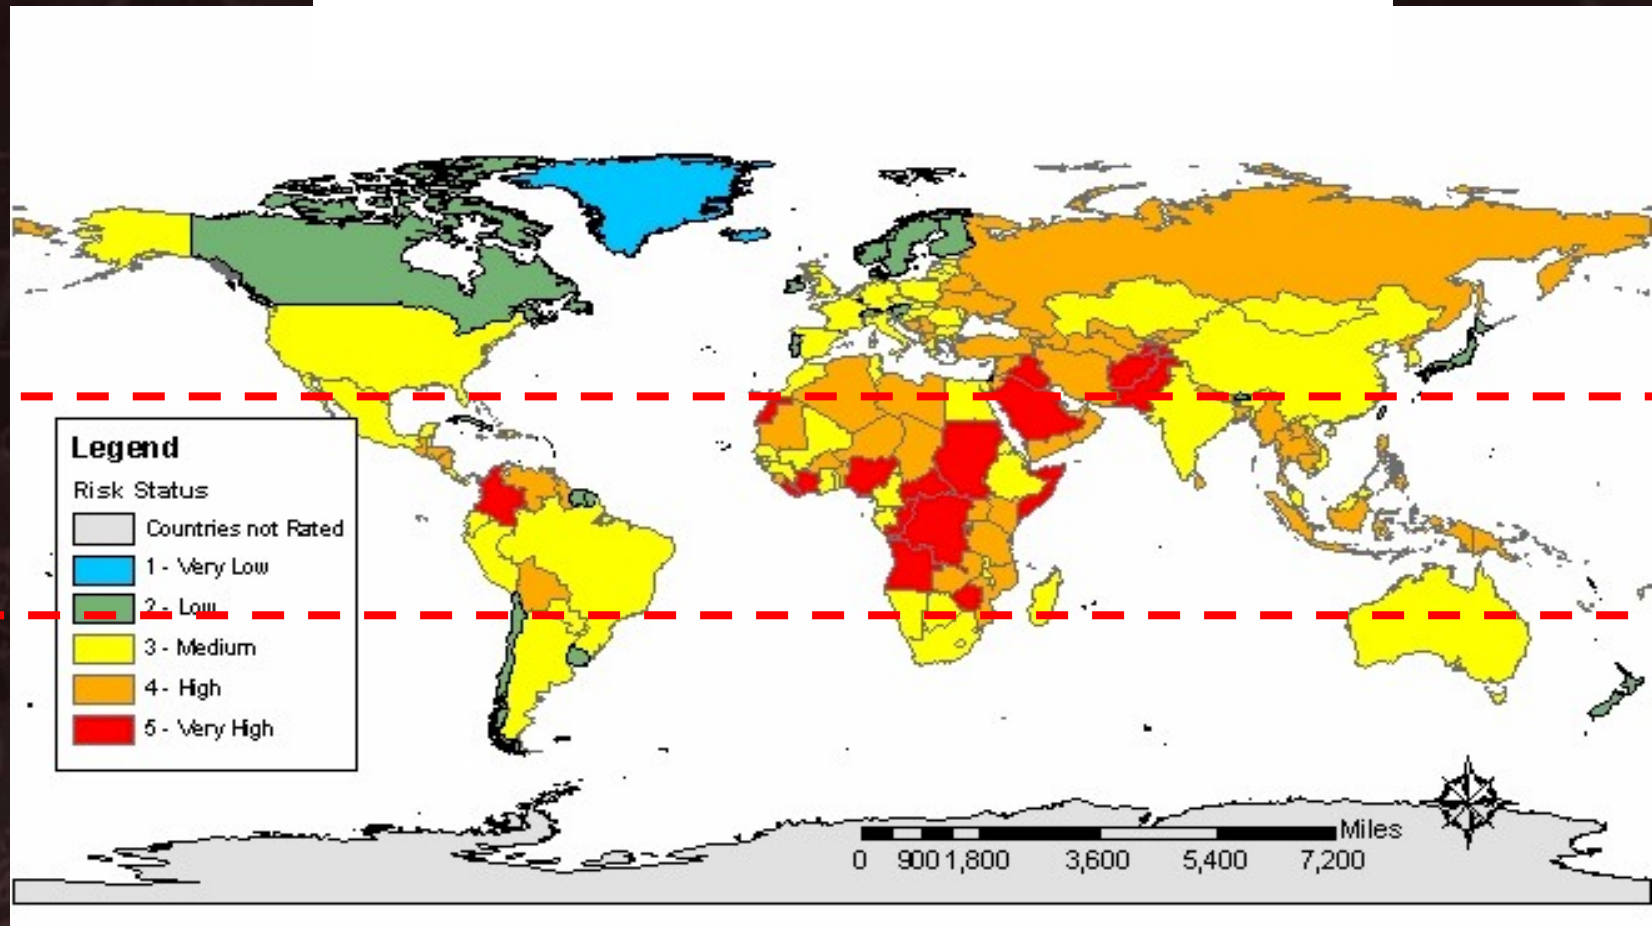 Legend
Risk Status
Countries not Rated
1 - Very Low
2 - Low
3 - Medium
4 - High
5 - Very High
Miles
0 900 1,800 3,600 5,400 7,200